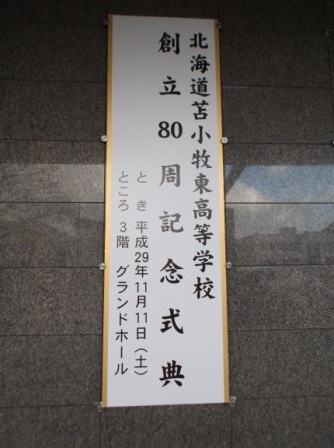 北海道苫小牧東高等学校
創立80周記念式典
とき 平成29年11月11日(土)
ところ 3階 グランドホール